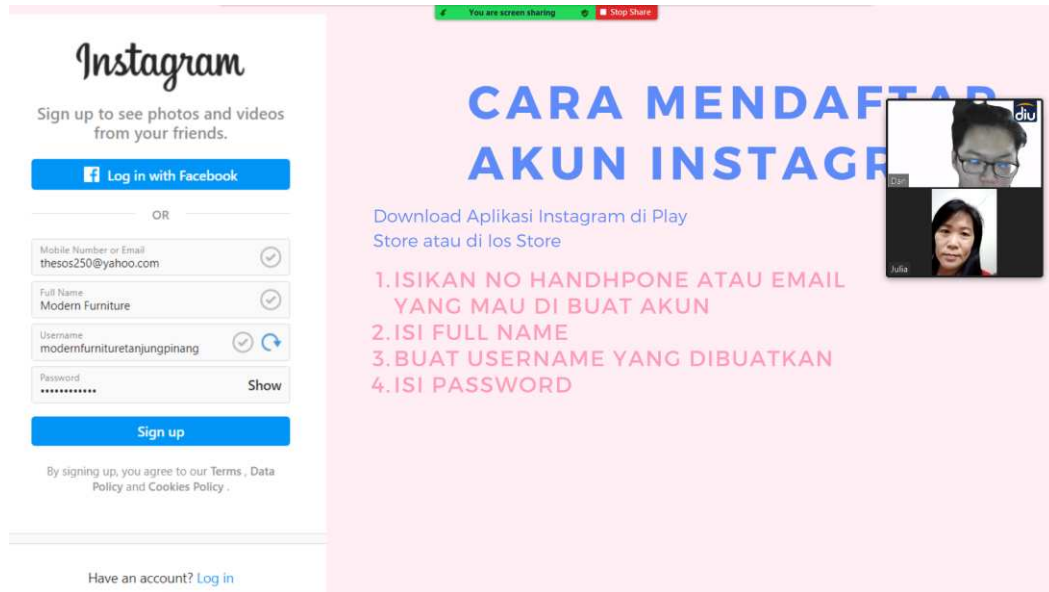 You are screen sharing
Stop Share
Instagram
Sign up to see photos and videos
from your friends.
Log in with Facebook
OR
Mobile Number or Email
thesos250@yahoo.com
Full Name
Modern Furniture
Username
modernfurnituretanjungpinang
Password
Show
Sign up
By signing up, you agree to our Terms , Data
Policy and Cookies Policy .
Have an account? Log in
CARA
AKUN
Download Aplikasi Instagram di Play
Store atau di Ios Store
1. ISIKAN NO HANDHPONE ATAU EMAIL
YANG MAU DI BUAT AKUN
2. ISI FULL NAME
3. BUAT USERNAME YANG DIBUATKAN
4. ISI PASSWORD
diu
Dan
Julia